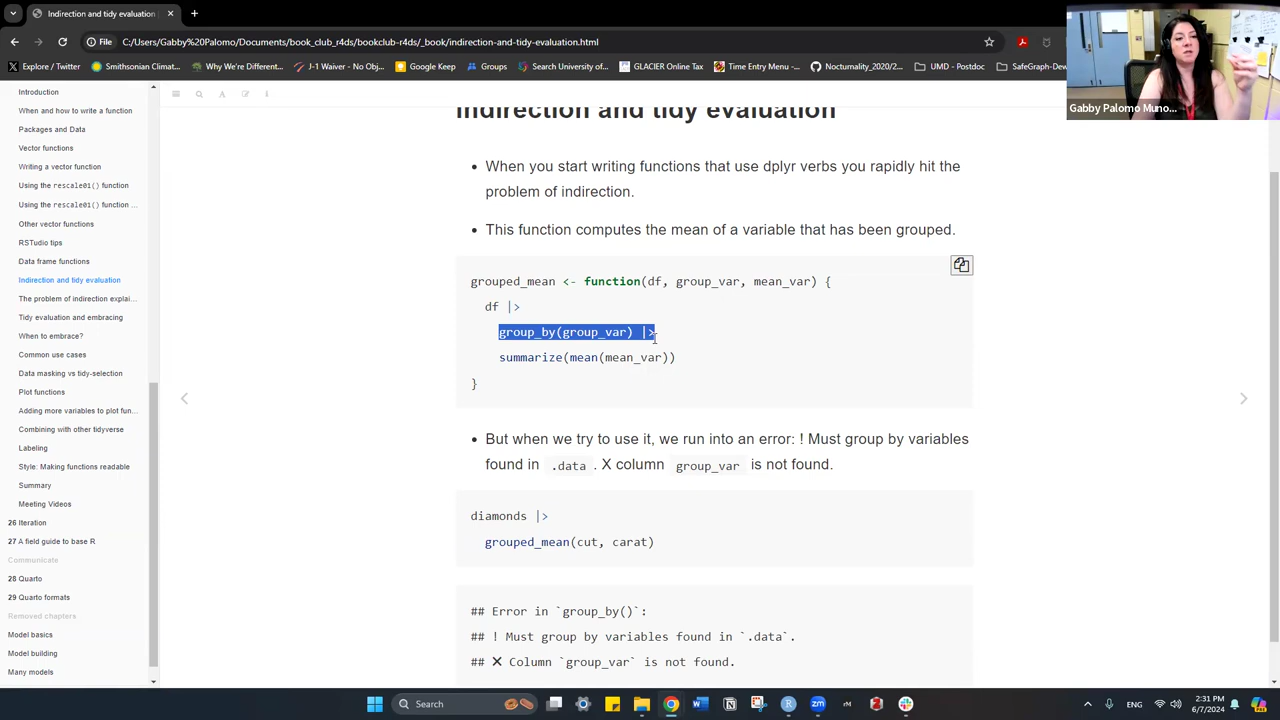 Indirection and tidy evaluation
File
C:/Users/Gabby%20Palomo/Documents/book_club_r4ds/bookclub-r4ds/_book/indirection-and-tidy-evaluation.html
Explore / Twitter
Smithsonian Climat...
Why We're Different...
J-1 Waiver - No Obj...
Google Keep
Bioone
Search results - Jou...
GLACIER Online Tax
Time Entry Menu -...
Nocturnality_2020/2...
UMD - Permits
SafeGraph-Dewey
Gabby Palomo Muno...
Introduction
When and how to write a function
Packages and Data
Vector functions
Writing a vector function
Using the rescale01() function
Using the rescale01() function ...
Other vector functions
RSTudio tips
Data frame functions
Indirection and tidy evaluation
The problem of indirection explai...
Tidy evaluation and embracing
When to embrace?
Common use cases
Data masking vs tidy-selection
Plot functions
Adding more variables to plot fun...
Combining with other tidyverse
Labeling
Style: Making functions readable
Summary
Meeting Videos
26 Iteration
27 A field guide to base R
Communicate
28 Quarto
29 Quarto formats
Removed chapters
Model basics
Model building
Many models
Indirection and tidy evaluation
When you start writing functions that use dplyr verbs you rapidly hit the
problem of indirection.
This function computes the mean of a variable that has been grouped.
grouped_mean <- function(df, group_var, mean_var) {
df |>
group_by(group_var) |>
summarize(mean(mean_var))
}
But when we try to use it, we run into an error: ! Must group by variables
found in .data . X column group_var is not found.
diamonds |>
grouped_mean(cut, carat)
## Error in `group_by()`:
## ! Must group by variables found in `.data`.
## ✖ Column `group_var` is not found.
Search
ENG
2:31 PM
6/7/2024